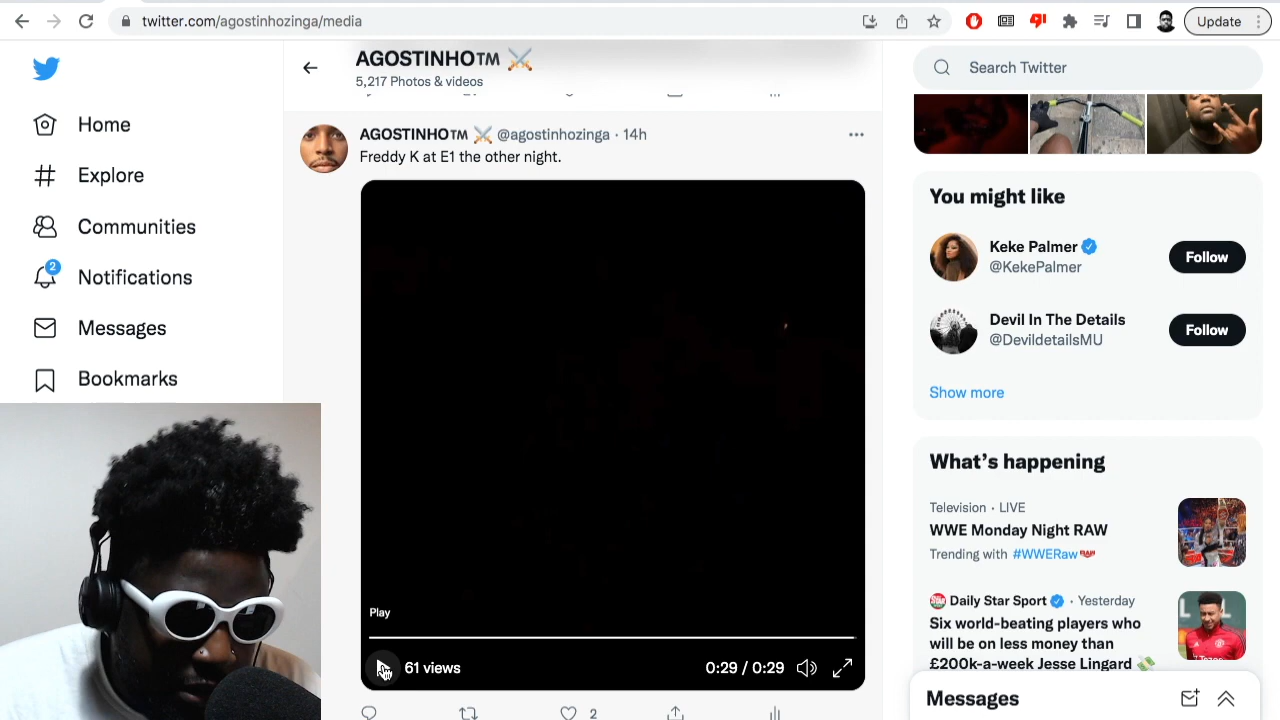 twitter.com/agostinhozinga/media
Update
AGOSTINHO™ ⚔️
5,217 Photos & videos
Search Twitter
Home
Explore
Communities
2
Notifications
Messages
Bookmarks
AGOSTINHO™ ⚔️ @agostinhozinga · 14h
Freddy K at E1 the other night.
Play
61 views
0:29 / 0:29
2
You might like
Keke Palmer
@KekePalmer
Follow
Devil In The Details
@DevildetailsMU
Follow
Show more
What's happening
Television · LIVE
WWE Monday Night RAW
Trending with #WWERaw
Daily Star Sport · Yesterday
Six world-beating players who
will be on less money than
£200k-a-week Jesse Lingard 💸
Messages